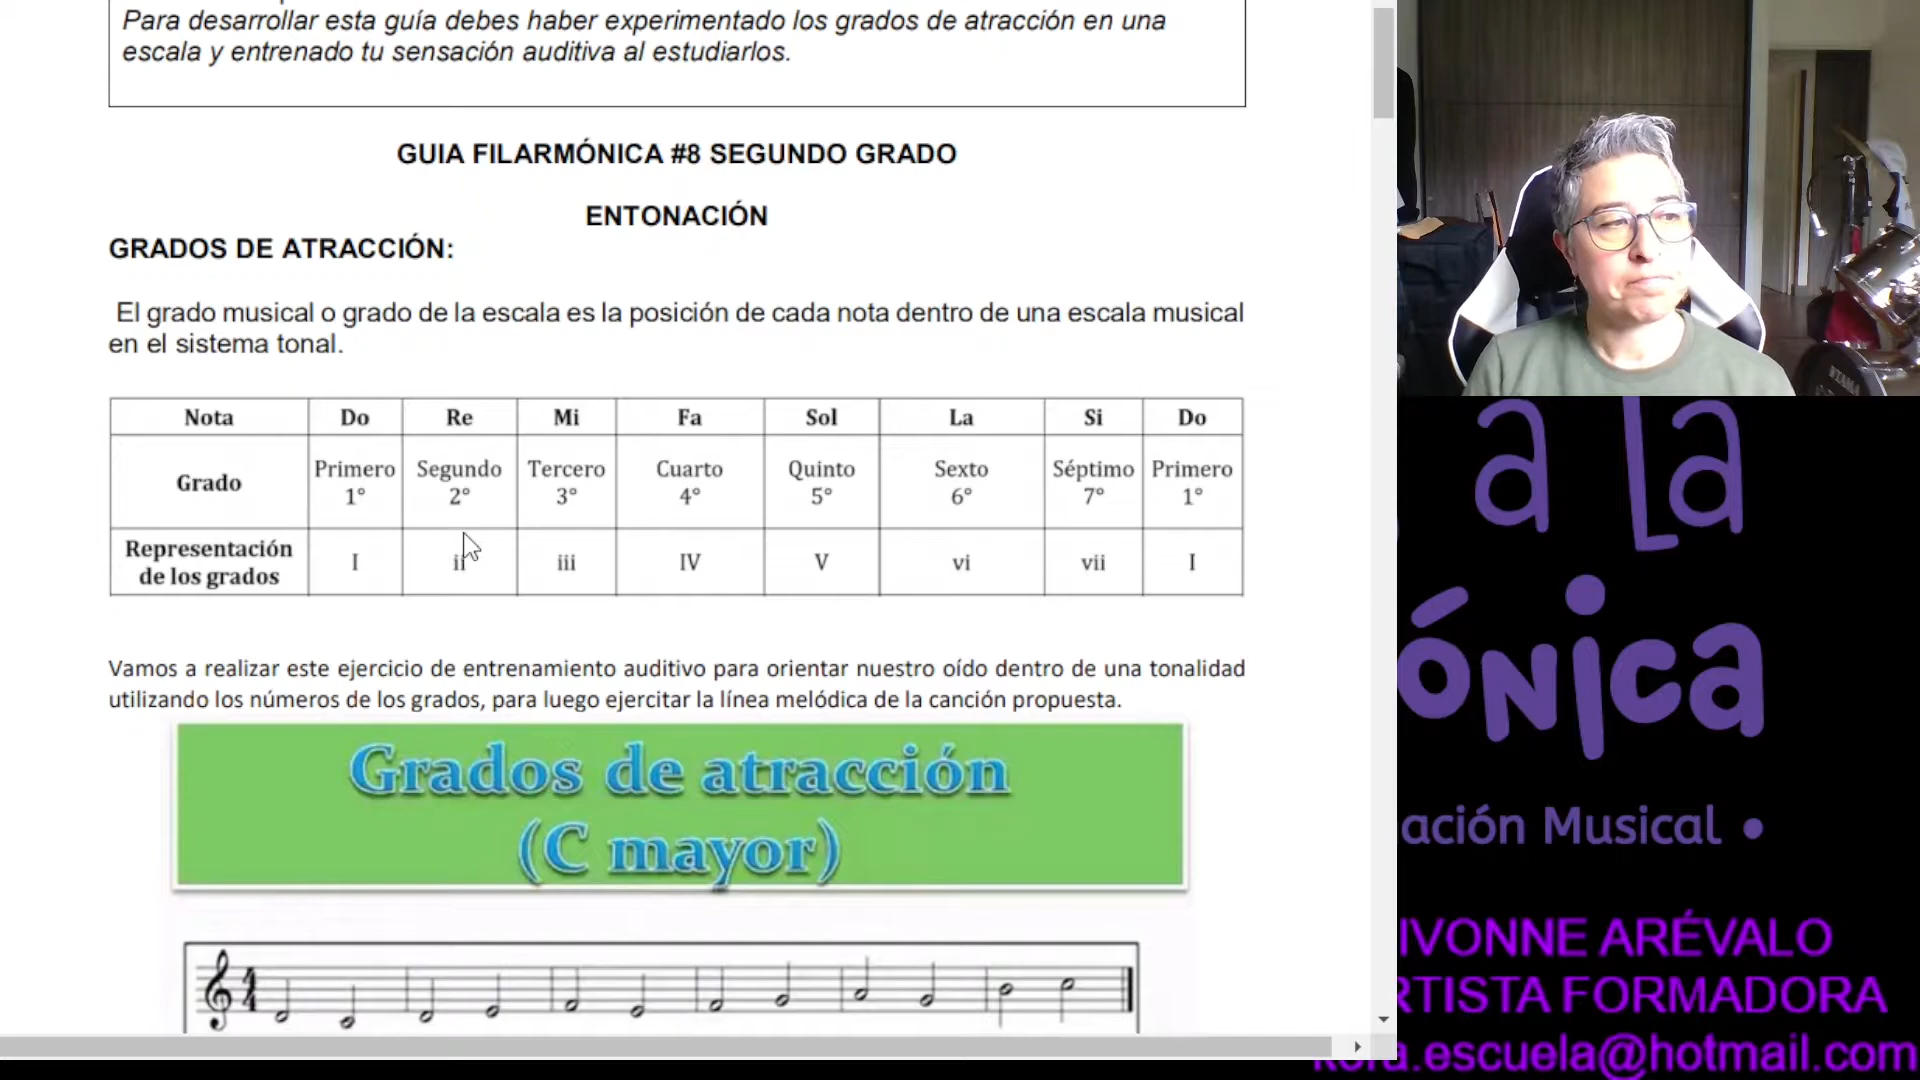 Para desarrollar esta guía debes haber experimentado los grados de atracción en una
escala y entrenado tu sensación auditiva al estudiarlos.
GUIA FILARMÓNICA #8 SEGUNDO GRADO
ENTONACIÓN
GRADOS DE ATRACCIÓN:
El grado musical o grado de la escala es la posición de cada nota dentro de una escala musical
en el sistema tonal.
Nota Do Re Mi Fa Sol La Si Do
Grado Primero Segundo Tercero Cuarto Quinto Sexto Séptimo Primero
1° 2° 3° 4° 5° 6° 7° 1°
Representación
de los grados I ii iii IV V vi vii I
Vamos a realizar este ejercicio de entrenamiento auditivo para orientar nuestro oído dentro de una tonalidad
utilizando los números de los grados, para luego ejercitar la línea melódica de la canción propuesta.
Grados de atracción
(C mayor)
4
4
TAMA
a La
ónica
ación Musical •
IVONNE ARÉVALO
RTISTA FORMADORA
kora.escuela@hotmail.com